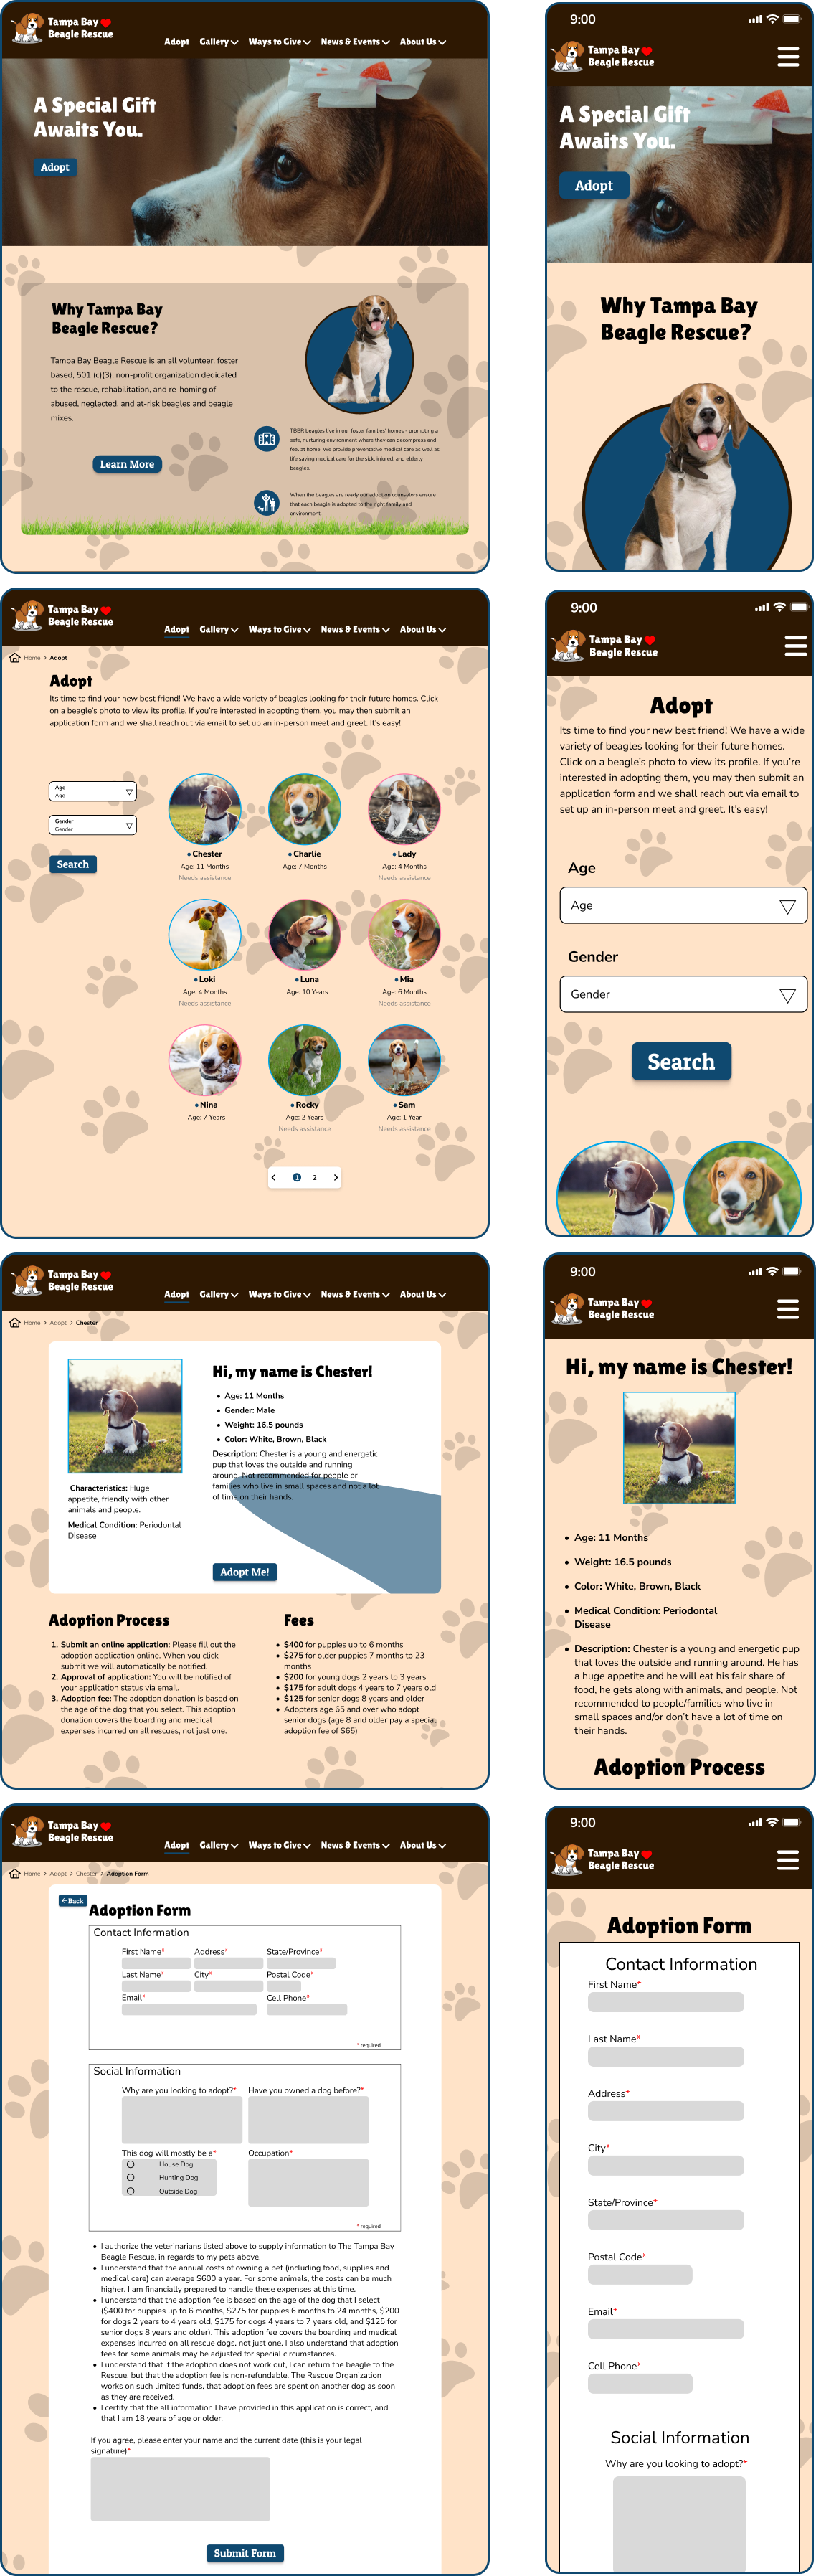 Tampa Bay
Beagle Rescue
Adopt Gallery Ways to Give News & Events About Us
A Special Gift
Awaits You.
Adopt
Why Tampa Bay
Beagle Rescue?
Tampa Bay Beagle Rescue is an all volunteer, foster
based, 501 (c)(3), non-profit organization dedicated
to the rescue, rehabilitation, and re-homing of
abused, neglected, and at-risk beagles and beagle
mixes.
Learn More
TBBR beagles live in our foster families' homes - promoting a
safe, nurturing environment where they can decompress and
feel at home. We provide preventative medical care as well as
life saving medical care for the sick, injured, and elderly
beagles.
When the beagles are ready our adoption counselors ensure
that each beagle is adopted to the right family and
environment.
9:00
Tampa Bay
Beagle Rescue
A Special Gift
Awaits You.
Adopt
Why Tampa Bay
Beagle Rescue?
Tampa Bay
Beagle Rescue
Adopt Gallery Ways to Give News & Events About Us
Home > Adopt
Adopt
Its time to find your new best friend! We have a wide variety of beagles looking for their future homes. Click
on a beagle's photo to view its profile. If you're interested in adopting them, you may then submit an
application form and we shall reach out via email to set up an in-person meet and greet. It's easy!
Age
Age
Gender
Gender
Search
• Chester • Charlie • Lady
Age: 11 Months Age: 7 Months Age: 4 Months
Needs assistance Needs assistance
• Loki • Luna • Mia
Age: 4 Months Age: 10 Years Age: 6 Months
Needs assistance Needs assistance
• Nina • Rocky • Sam
Age: 7 Years Age: 2 Years Age: 1 Year
Needs assistance Needs assistance
< 1 2 >
9:00
Tampa Bay
Beagle Rescue
Adopt
Its time to find your new best friend! We have a wide
variety of beagles looking for their future homes.
Click on a beagle's photo to view its profile. If you're
interested in adopting them, you may then submit an
application form and we shall reach out via email to
set up an in-person meet and greet. It's easy!
Age
Age
Gender
Gender
Search
Tampa Bay
Beagle Rescue
Adopt Gallery Ways to Give News & Events About Us
Home > Adopt > Chester
Hi, my name is Chester!
• Age: 11 Months
• Gender: Male
• Weight: 16.5 pounds
• Color: White, Brown, Black
Description: Chester is a young and energetic
pup that loves the outside and running
around. Not recommended for people or
families who live in small spaces and not a lot
of time on their hands.
Characteristics: Huge
appetite, friendly with other
animals and people.
Medical Condition: Periodontal
Disease
Adopt Me!
Adoption Process
1. Submit an online application: Please fill out the
adoption application online. When you click
submit we will automatically be notified.
2. Approval of application: You will be notified of
your application status via email.
3. Adoption fee: The adoption donation is based on
the age of the dog that you select. This adoption
donation covers the boarding and medical
expenses incurred on all rescues, not just one.
Fees
• $400 for puppies up to 6 months
• $275 for older puppies 7 months to 23
months
• $200 for young dogs 2 years to 3 years
• $175 for adult dogs 4 years to 7 years old
• $125 for senior dogs 8 years and older
• Adopters age 65 and over who adopt
senior dogs (age 8 and older pay a special
adoption fee of $65)
9:00
Tampa Bay
Beagle Rescue
Hi, my name is Chester!
• Age: 11 Months
• Weight: 16.5 pounds
• Color: White, Brown, Black
• Medical Condition: Periodontal
Disease
• Description: Chester is a young and energetic pup
that loves the outside and running around. He has
a huge appetite and he will eat his fair share of
food, he gets along with animals, and people. Not
recommended to people/families who live in
small spaces and/or don't have a lot of time on
their hands.
Adoption Process
Tampa Bay
Beagle Rescue
Adopt Gallery Ways to Give News & Events About Us
Home > Adopt > Chester > Adoption Form
← Back
Adoption Form
Contact Information
First Name* Address* State/Province*
Last Name* City* Postal Code*
Email* Cell Phone*
* required
Social Information
Why are you looking to adopt?* Have you owned a dog before?*
This dog will mostly be a* Occupation*
House Dog
Hunting Dog
Outside Dog
* required
• I authorize the veterinarians listed above to supply information to The Tampa Bay
Beagle Rescue, in regards to my pets above.
• I understand that the annual costs of owning a pet (including food, supplies and
medical care) can average $600 a year. For some animals, the costs can be much
higher. I am financially prepared to handle these expenses at this time.
• I understand that the adoption fee is based on the age of the dog that I select
($400 for puppies up to 6 months, $275 for puppies 6 months to 24 months, $200
for dogs 2 years to 4 years old, $175 for dogs 4 years to 7 years old, and $125 for
senior dogs 8 years and older). This adoption fee covers the boarding and medical
expenses incurred on all rescue dogs, not just one. I also understand that adoption
fees for some animals may be adjusted for special circumstances.
• I understand that if the adoption does not work out, I can return the beagle to the
Rescue, but that the adoption fee is non-refundable. The Rescue Organization
works on such limited funds, that adoption fees are spent on another dog as soon
as they are received.
• I certify that the all information I have provided in this application is correct, and
that I am 18 years of age or older.
If you agree, please enter your name and the current date (this is your legal
signature)*
Submit Form
9:00
Tampa Bay
Beagle Rescue
Adoption Form
Contact Information
First Name*
Last Name*
Address*
City*
State/Province*
Postal Code*
Email*
Cell Phone*
Social Information
Why are you looking to adopt?*